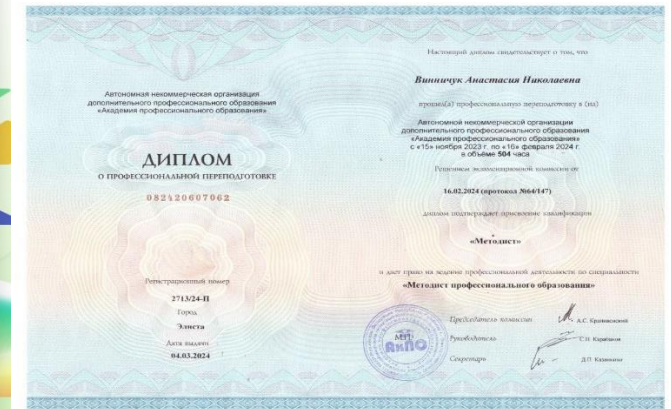 Автономная некоммерческая организация
дополнительного профессионального образования
«Академия профессионального образования»
ДИПЛОМ
О ПРОФЕССИОНАЛЬНОЙ ПЕРЕПОДГОТОВКЕ
082420607062
Регистрационный номер
2713/24-П
Город
Элиста
Дата выдачи
04.03.2024
Настоящий диплом свидетельствует о том, что
Винничук Анастасия Николаевна
прошел(а) профессиональную переподготовку в (на)
Автономной некоммерческой организации
дополнительного профессионального образования
«Академия профессионального образования»
с «15» ноября 2023 г. по «16» февраля 2024 г.
в объёме 504 часа
Решением аттестационной комиссии от
16.02.2024 (протокол №64/147)
диплом подтверждает присвоение квалификации
«Методист»
и дает право на ведение профессиональной деятельности по специальности
«Методист профессионального образования»
Председатель комиссии А.С.
Руководитель С.Н.
Секретарь Д.О.
М.П.
АкПО